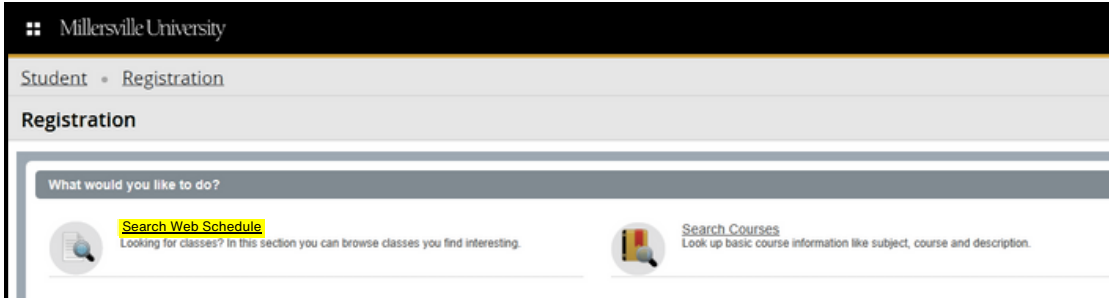 Millersville University
Student • Registration
Registration
What would you like to do?
Search Web Schedule
Looking for classes? In this section you can browse classes you find interesting.
Search Courses
Look up basic course information like subject, course and description.